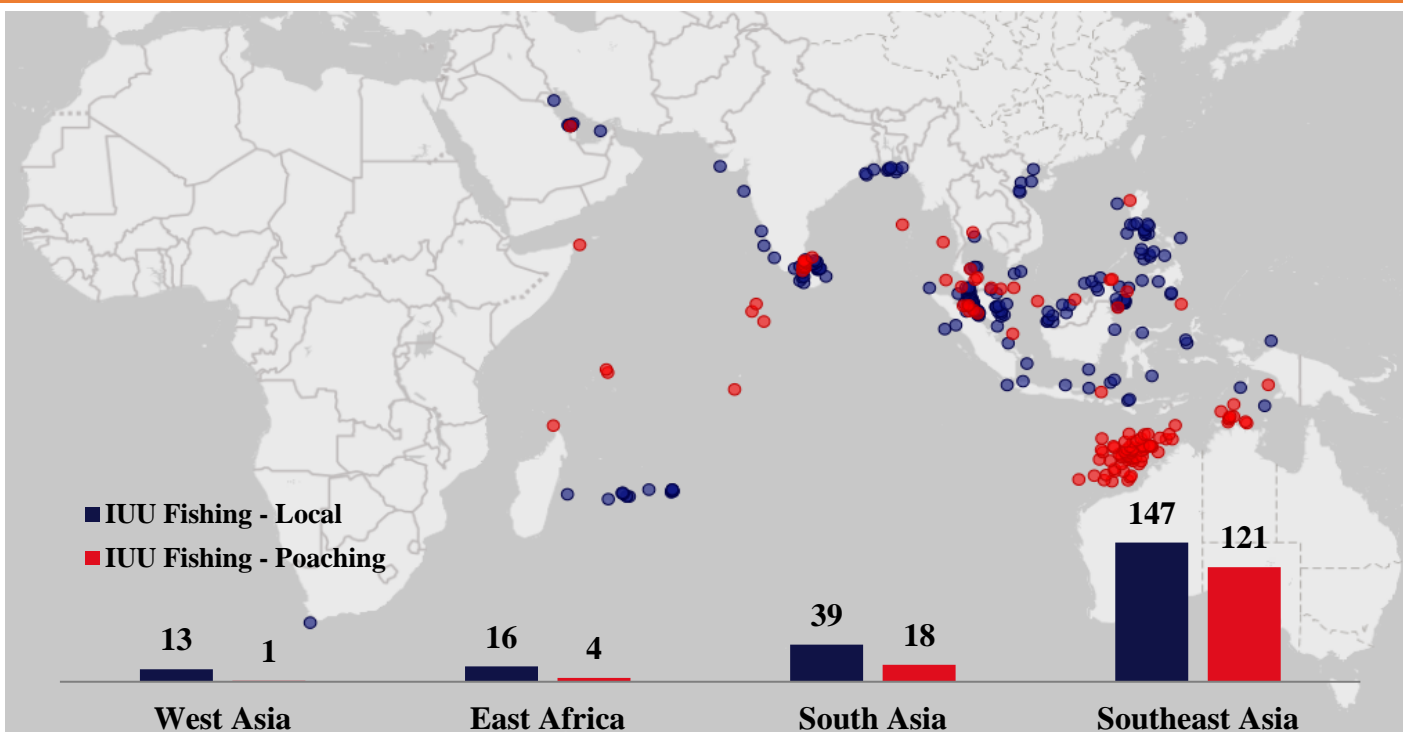 IUU Fishing - Local
IUU Fishing - Poaching
147
121
39
18
16
4
13
1
West Asia
East Africa
South Asia
Southeast Asia